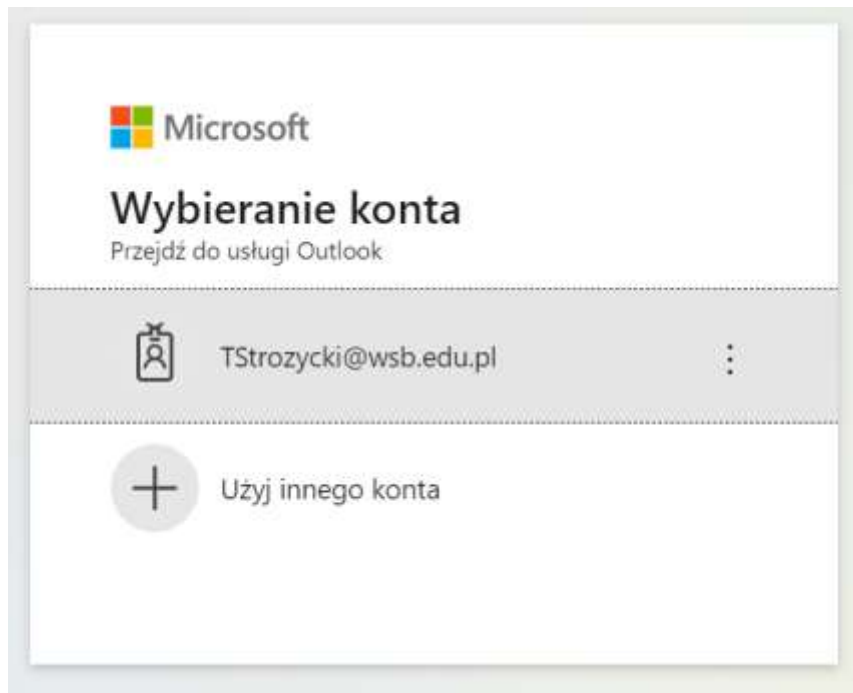 Microsoft
Wybieranie konta
Przejdź do usługi Outlook
TStrozycki@wsb.edu.pl
Użyj innego konta